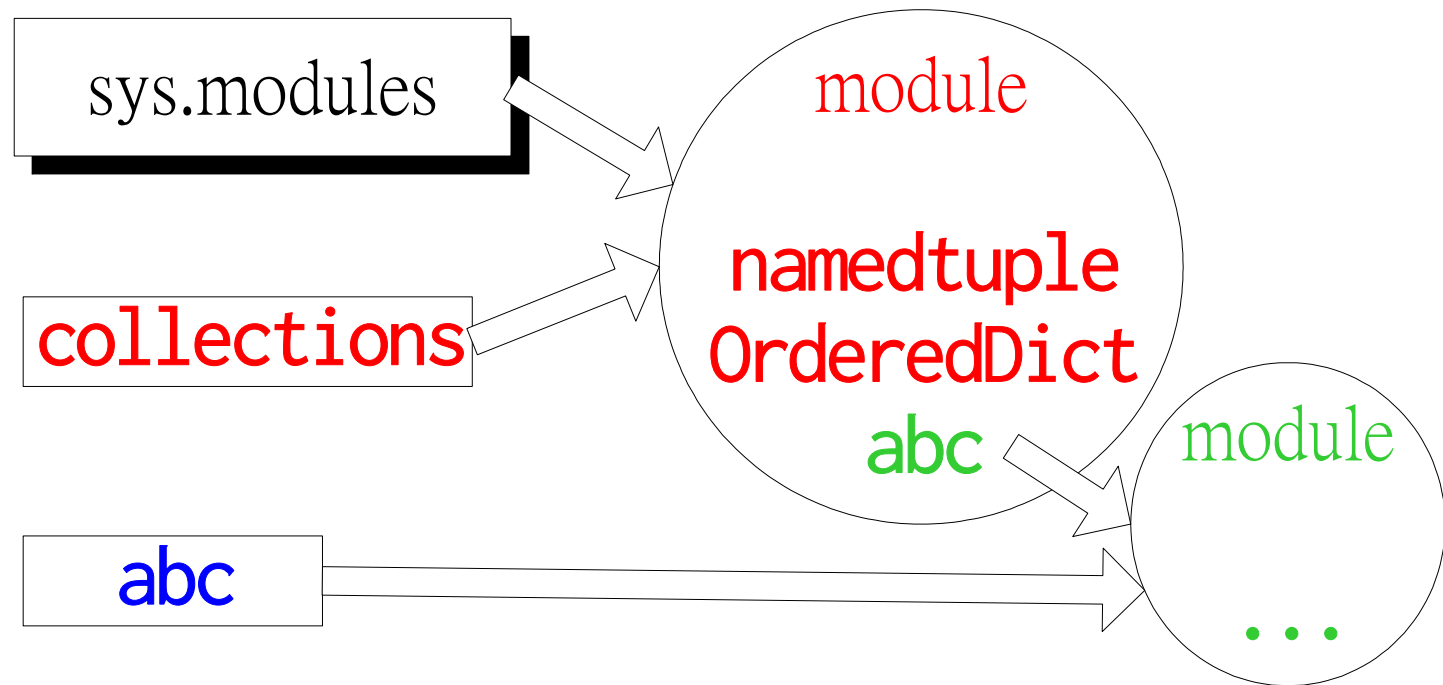 sys.modules
module
namedtuple
OrderedDict
abc
collections
module
...
abc